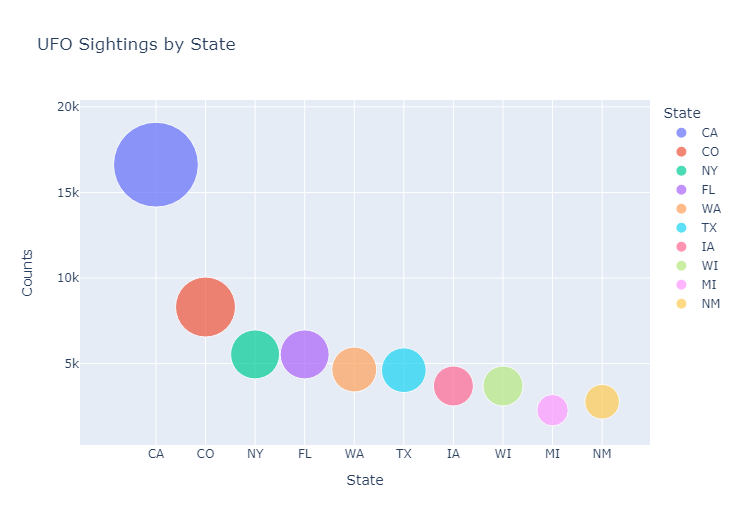 UFO Sightings by State
20k
15k
10k
5k
Counts
CA CO NY FL WA TX IA WI MI NM
State
State
CA
CO
NY
FL
WA
TX
IA
WI
MI
NM